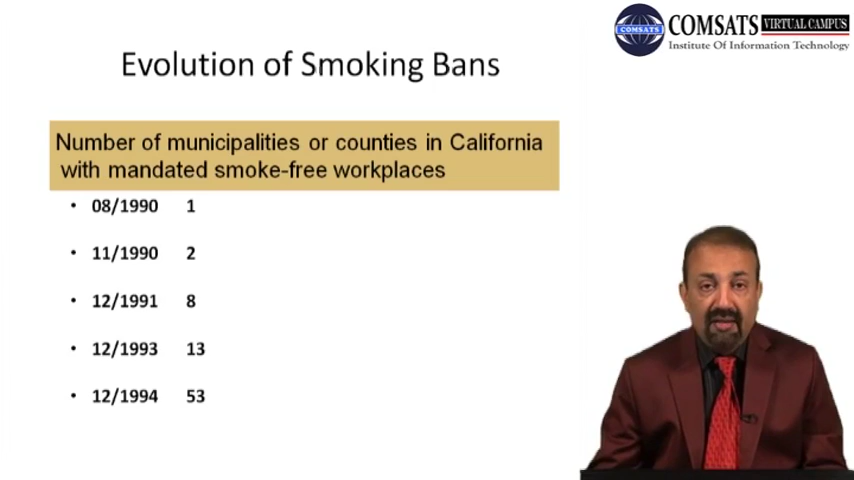 COMSATS VIRTUAL CAMPUS
COMSATS
Institute Of Information Technology
Evolution of Smoking Bans
Number of municipalities or counties in California
with mandated smoke-free workplaces
• 08/1990 1
• 11/1990 2
• 12/1991 8
• 12/1993 13
• 12/1994 53